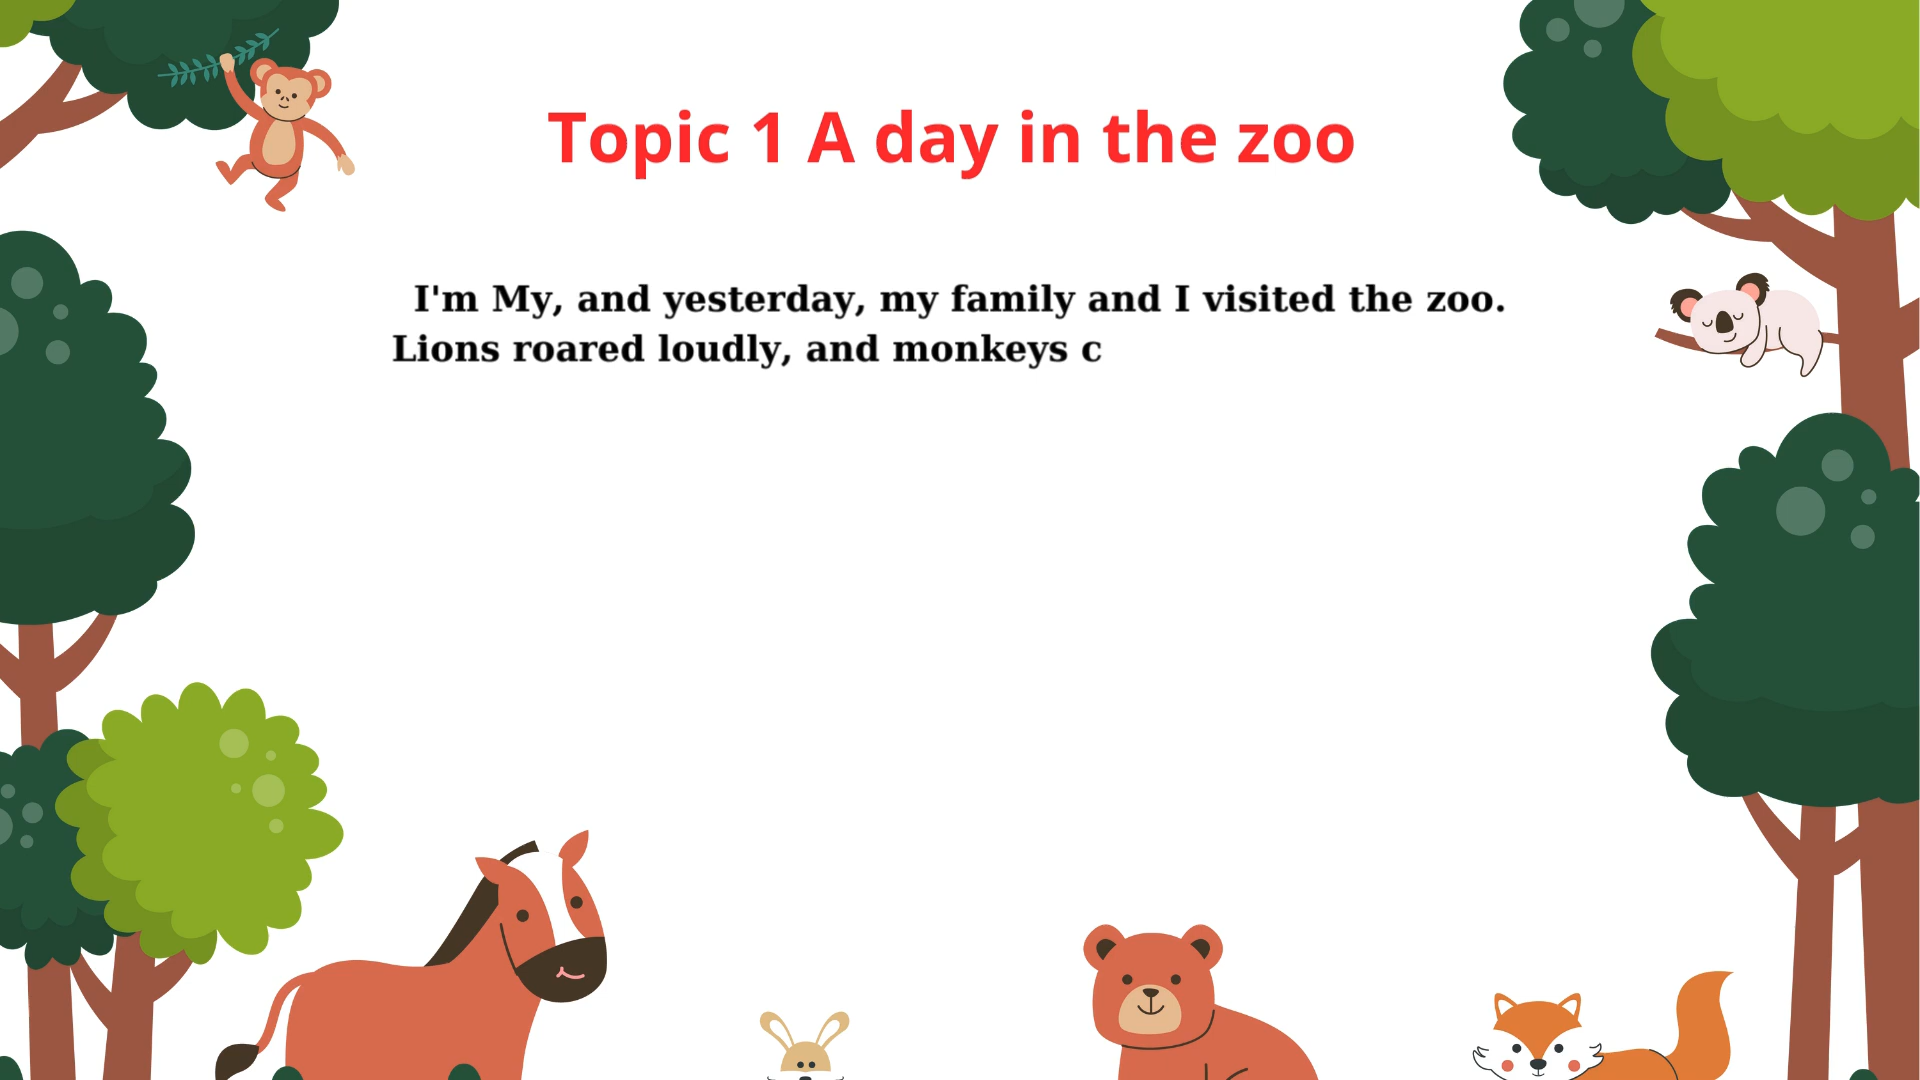 Topic 1 A day in the zoo
I'm My, and yesterday, my family and I visited the zoo.
Lions roared loudly, and monkeys c